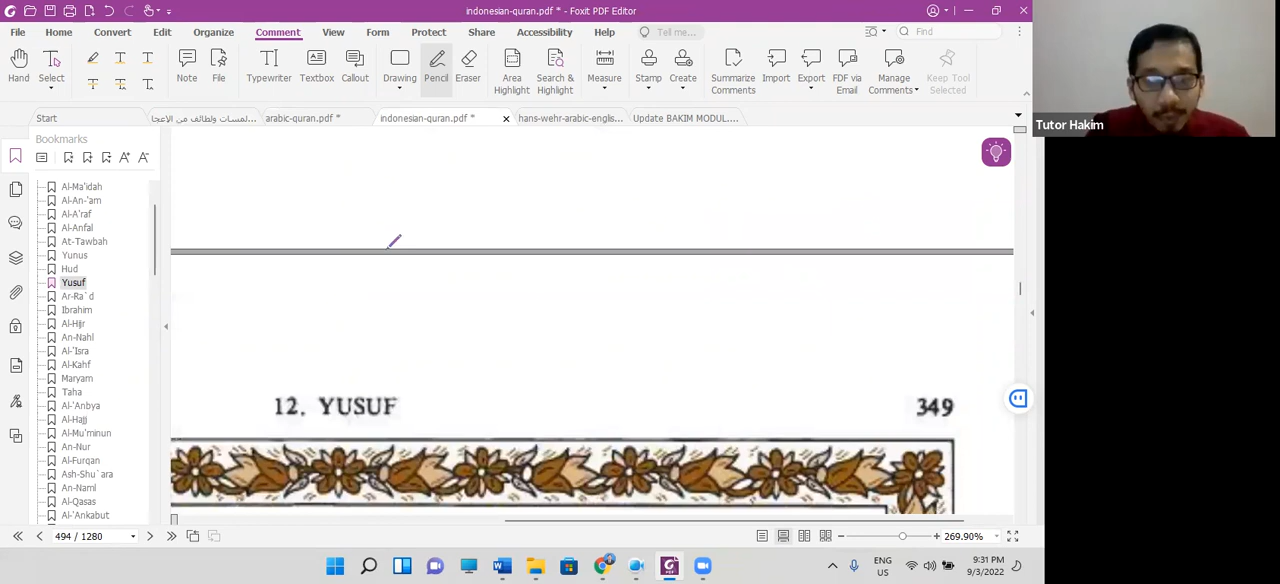 indonesian-quran.pdf * - Foxit PDF Editor
File Home Convert Edit Organize Comment View Form Protect Share Accessibility Help Tell me... Find
Hand Select Note File Typewriter Textbox Callout Drawing Pencil Eraser Area Highlight Search & Highlight Measure Stamp Create Summarize Comments Import Export FDF via Email Manage Comments Keep Tool Selected
Start لمسات ولطائف من الاعجا... arabic-quran.pdf * indonesian-quran.pdf * hans-wehr-arabic-engls... Update BAKIM MODUL....
Tutor Hakim
Bookmarks
Al-Ma'idah
Al-An-'am
Al-A'raf
Al-Anfal
At-Tawbah
Yunus
Hud
Yusuf
Ar-Ra`d
Ibrahim
Al-Hijr
An-Nahl
Al-'Isra
Al-Kahf
Maryam
Taha
Al-'Anbya
Al-Hajj
Al-Mu'minun
An-Nur
Al-Furqan
Ash-Shu`ara
An-Naml
Al-Qasas
Al-'Ankabut
12. YUSUF 349
494 / 1280 269.90%
ENG US 9:31 PM 9/3/2022